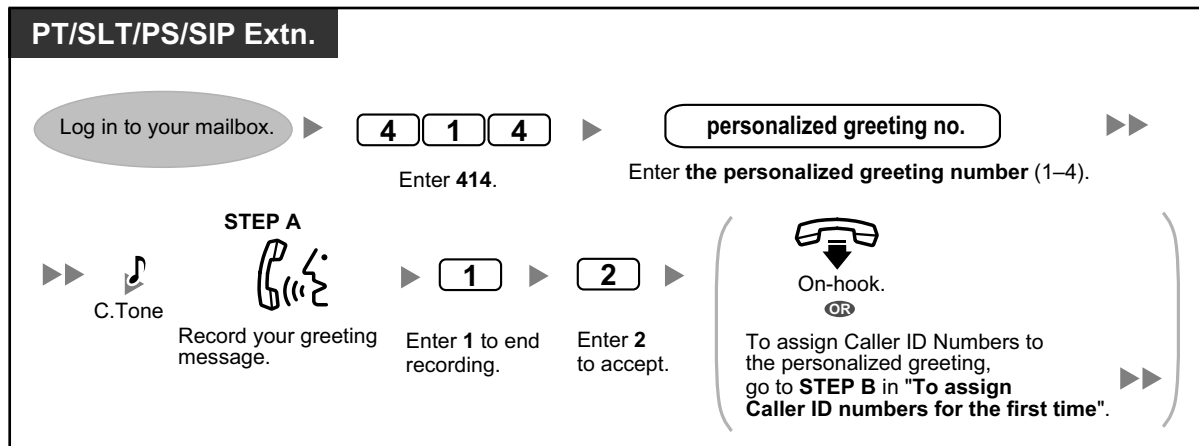 PT/SLT/PS/SIP Extn.
Log in to your mailbox.
4 1 4
Enter 414.
personalized greeting no.
Enter the personalized greeting number (1–4).
C.Tone
STEP A
Record your greeting
message.
1
Enter 1 to end
recording.
2
Enter 2
to accept.
On-hook.
OR
To assign Caller ID Numbers to
the personalized greeting,
go to STEP B in "To assign
Caller ID numbers for the first time".